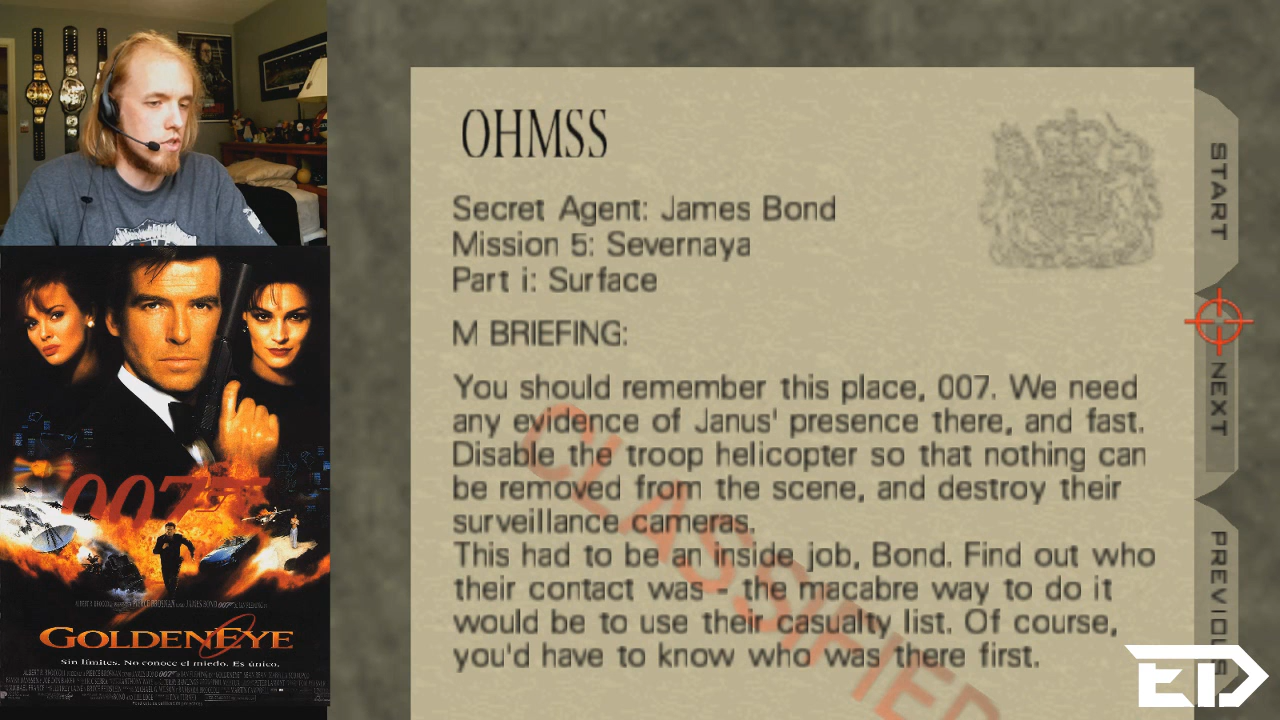 OHMSS
Secret Agent: James Bond
Mission 5: Severnaya
Part i: Surface
M BRIEFING:
You should remember this place, 007. We need
any evidence of Janus' presence there, and fast.
Disable the troop helicopter so that nothing can
be removed from the scene, and destroy their
surveillance cameras.
This had to be an inside job, Bond. Find out who
their contact was - the macabre way to do it
would be to use their casualty list. Of course,
you'd have to know who was there first.
CLASSIFIED
START
NEXT
PREVIOUS
007
GOLDENEYE
Sin límites. No conoce el miedo. Es único.
ED